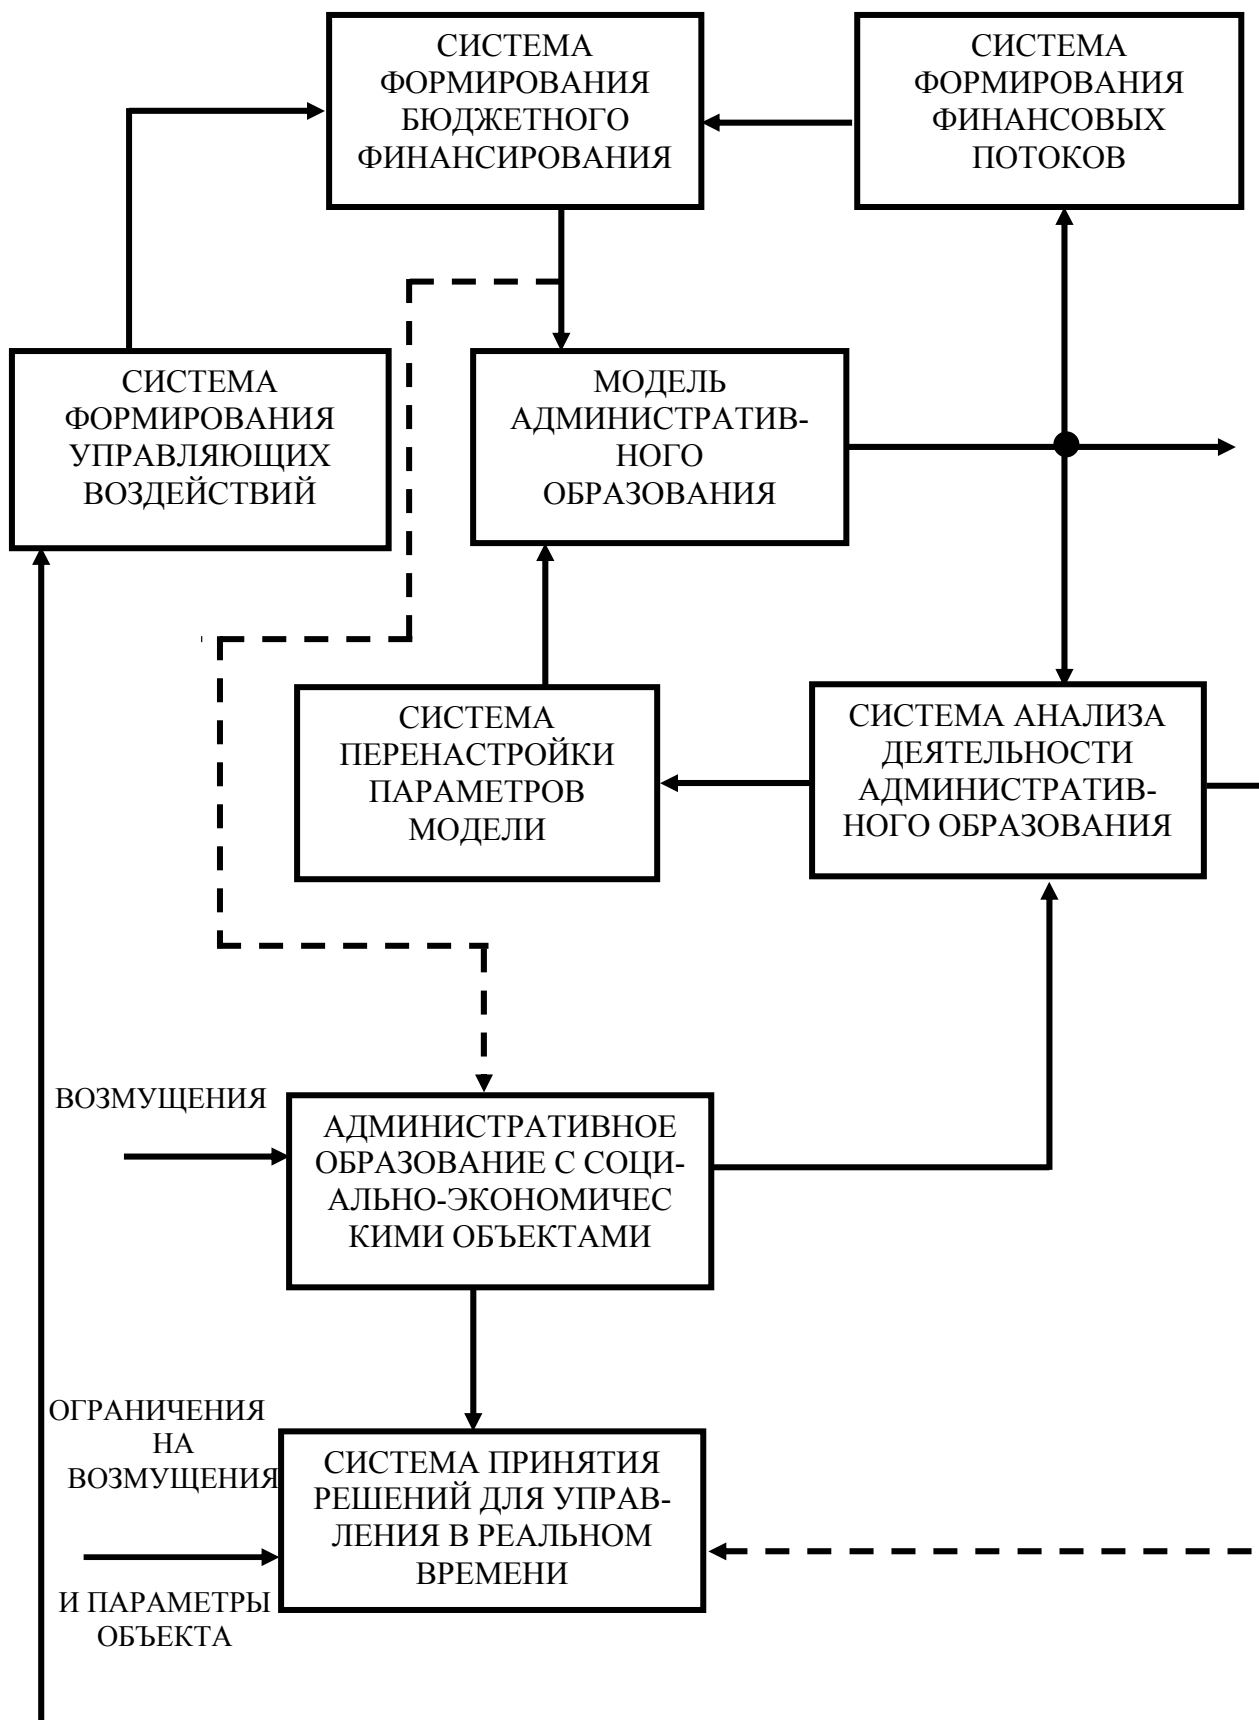 СИСТЕМА
ФОРМИРОВАНИЯ
БЮДЖЕТНОГО
ФИНАНСИРОВАНИЯ
СИСТЕМА
ФОРМИРОВАНИЯ
ФИНАНСОВЫХ
ПОТОКОВ
СИСТЕМА
ФОРМИРОВАНИЯ
УПРАВЛЯЮЩИХ
ВОЗДЕЙСТВИЙ
МОДЕЛЬ
АДМИНИСТРАТИВ-
НОГО
ОБРАЗОВАНИЯ
СИСТЕМА
ПЕРЕНАСТРОЙКИ
ПАРАМЕТРОВ
МОДЕЛИ
СИСТЕМА АНАЛИЗА
ДЕЯТЕЛЬНОСТИ
АДМИНИСТРАТИВ-
НОГО ОБРАЗОВАНИЯ
ВОЗМУЩЕНИЯ
АДМИНИСТРАТИВНОЕ
ОБРАЗОВАНИЕ С СОЦИ-
АЛЬНО-ЭКОНОМИЧЕС
КИМИ ОБЪЕКТАМИ
ОГРАНИЧЕНИЯ
НА
ВОЗМУЩЕНИЯ
И ПАРАМЕТРЫ
ОБЪЕКТА
СИСТЕМА ПРИНЯТИЯ
РЕШЕНИЙ ДЛЯ УПРАВ-
ЛЕНИЯ В РЕАЛЬНОМ
ВРЕМЕНИ